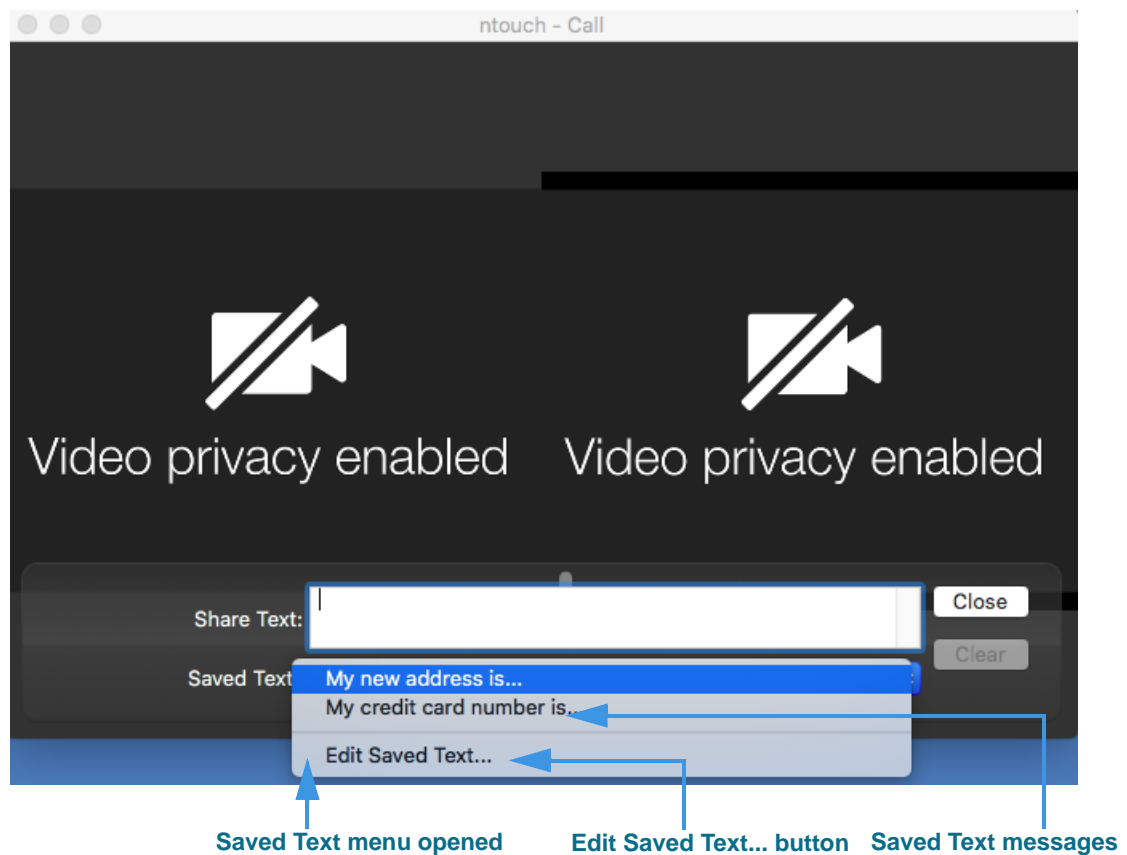 ntouch - Call
Video privacy enabled
Video privacy enabled
Share Text:
Close
Saved Text
Clear
My new address is...
My credit card number is...
Edit Saved Text...
Saved Text menu opened
Edit Saved Text... button
Saved Text messages